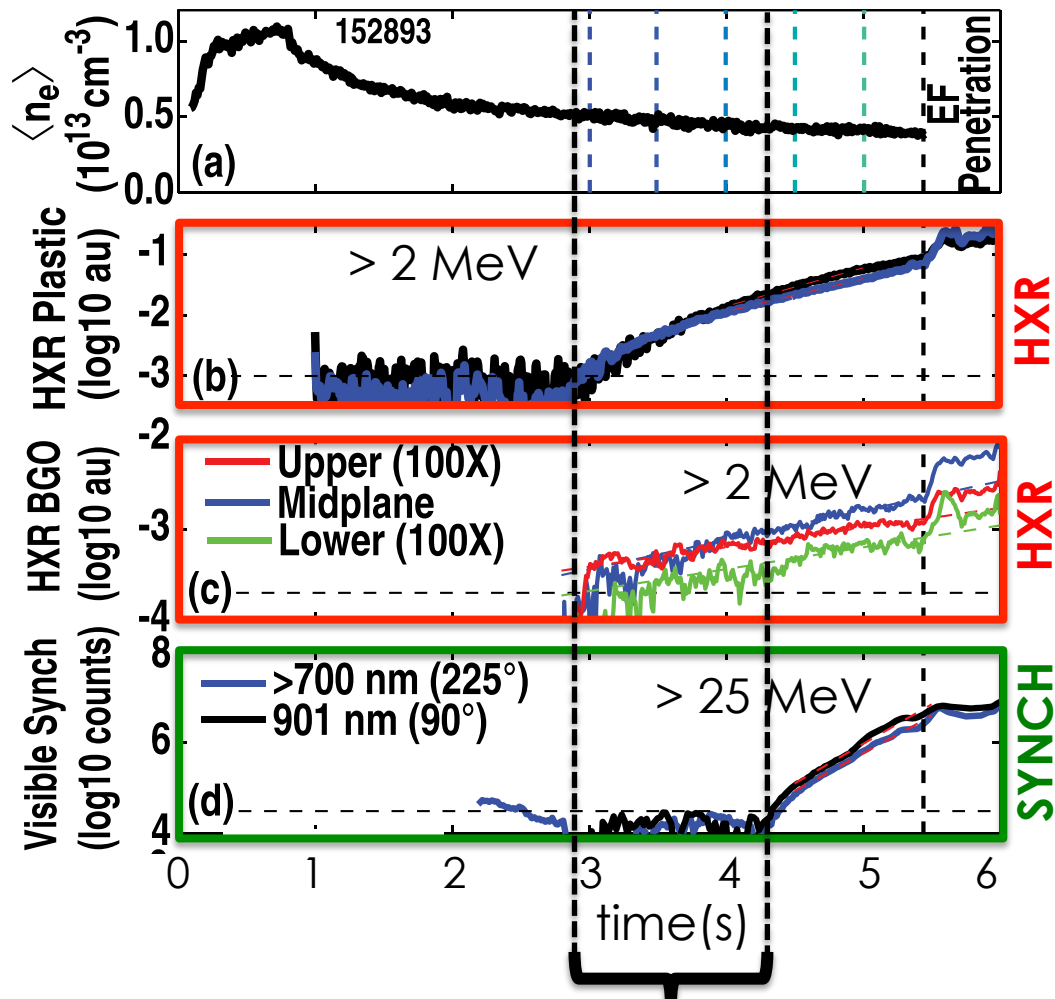 152893
1.0
0.5
0.0
⟨nₑ⟩
(10¹³ cm⁻³)
(a)
EF
Penetration
HXR Plastic
(log10 au)
-1
-2
-3
> 2 MeV
(b)
HXR
HXR BGO
(log10 au)
-2
-3
-4
Upper (100X)
Midplane
Lower (100X)
> 2 MeV
(c)
HXR
Visible Synch
(log10 counts)
8
6
4
>700 nm (225°)
901 nm (90°)
> 25 MeV
(d)
SYNCH
0 1 2 3 4 5 6
time(s)